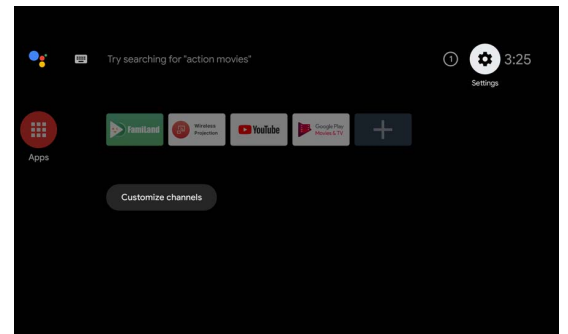 Try searching for "action movies"
1
3:25
Settings
Apps
FamiLand
Wireless
Projection
YouTube
Google Play
Movies & TV
Customize channels